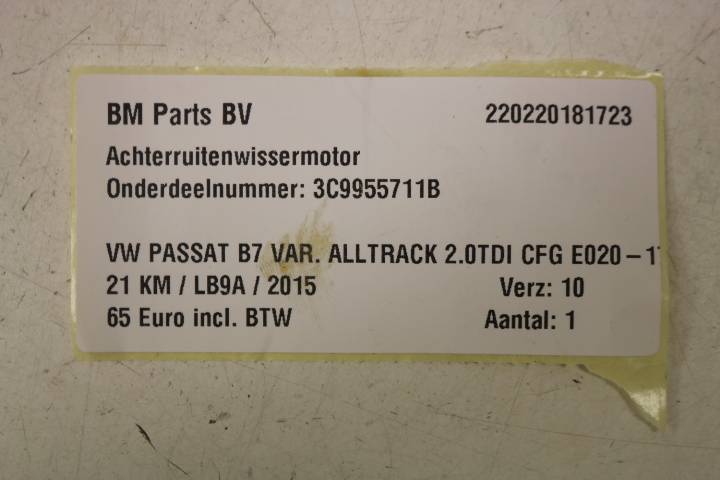 BM Parts BV 220220181723
Achterruitenwissermotor
Onderdeelnummer: 3C9955711B
VW PASSAT B7 VAR. ALLTRACK 2.0TDI CFG E020-1
21 KM / LB9A / 2015 Verz: 10
65 Euro incl. BTW Aantal: 1